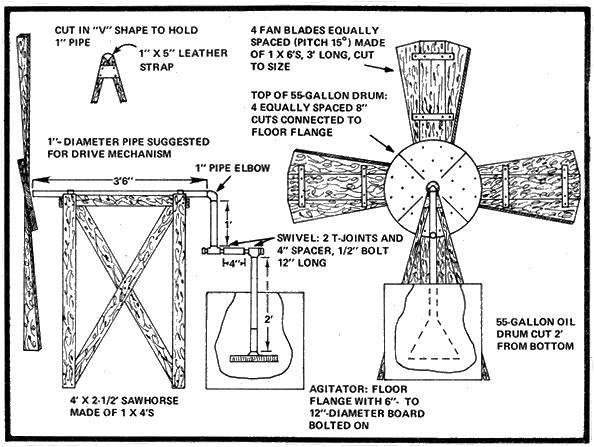 CUT IN "V" SHAPE TO HOLD
1" PIPE
1" X 5" LEATHER
STRAP
4 FAN BLADES EQUALLY
SPACED (PITCH 15°) MADE
OF 1 X 6'S, 3' LONG, CUT
TO SIZE
TOP OF 55-GALLON DRUM:
4 EQUALLY SPACED 8"
CUTS CONNECTED TO
FLOOR FLANGE
1"- DIAMETER PIPE SUGGESTED
FOR DRIVE MECHANISM
3'6"
1" PIPE ELBOW
1'
SWIVEL: 2 T-JOINTS AND
4" SPACER, 1/2" BOLT
12" LONG
4"
2'
55-GALLON OIL
DRUM CUT 2'
FROM BOTTOM
4' X 2-1/2' SAWHORSE
MADE OF 1 X 4'S
AGITATOR: FLOOR
FLANGE WITH 6"- TO
12"-DIAMETER BOARD
BOLTED ON